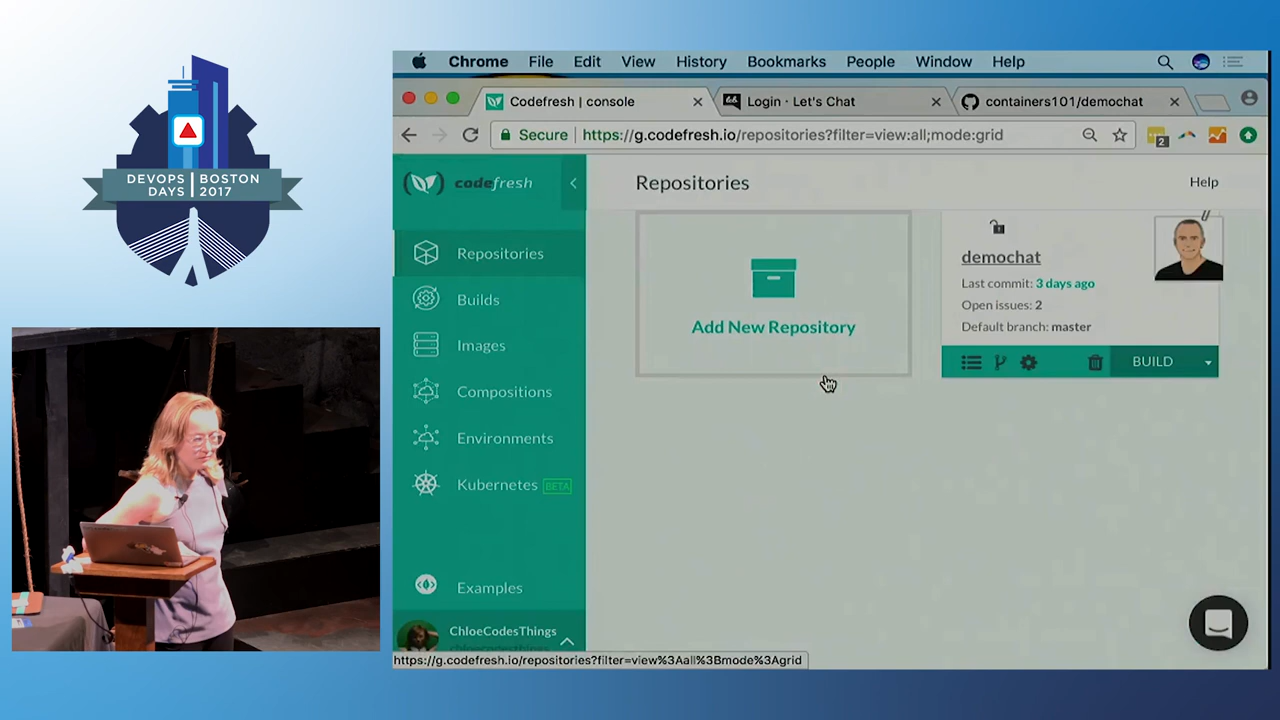 DEVOPS BOSTON
DAYS 2017
Chrome File Edit View History Bookmarks People Window Help
Codefresh | console
Login · Let's Chat
containers101/demochat
Secure https://g.codefresh.io/repositories?filter=view:all;mode:grid
2
codefresh
Repositories
Help
Repositories
Builds
Images
Compositions
Environments
Kubernetes BETA
Examples
ChloeCodesThings
chloecodesthings
Add New Repository
demochat
Last commit: 3 days ago
Open issues: 2
Default branch: master
BUILD
https://g.codefresh.io/repositories?filter=view%3Aall%3Bmode%3Agrid